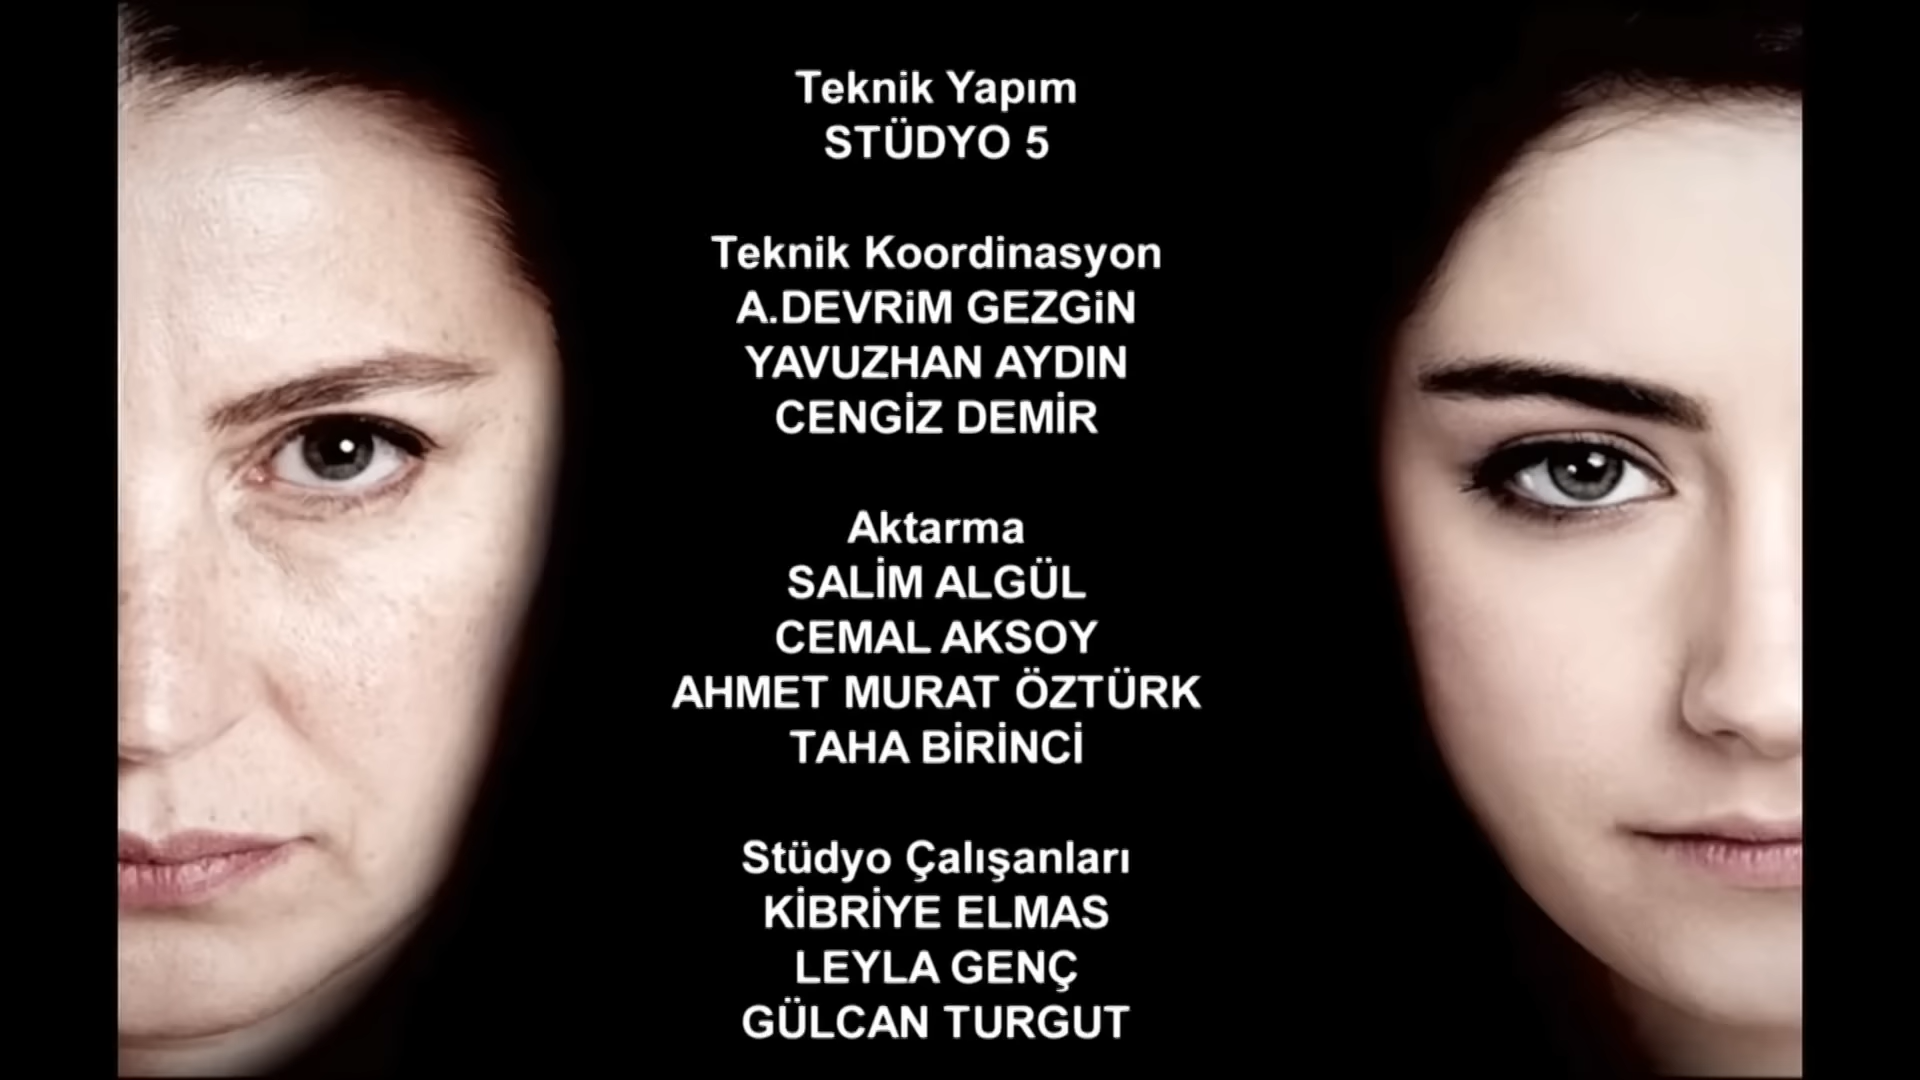 Teknik Yapım
STÜDYO 5
Teknik Koordinasyon
A.DEVRiM GEZGiN
YAVUZHAN AYDIN
CENGİZ DEMİR
Aktarma
SALİM ALGÜL
CEMAL AKSOY
AHMET MURAT ÖZTÜRK
TAHA BİRİNCİ
Stüdyo Çalışanları
KİBRİYE ELMAS
LEYLA GENÇ
GÜLCAN TURGUT